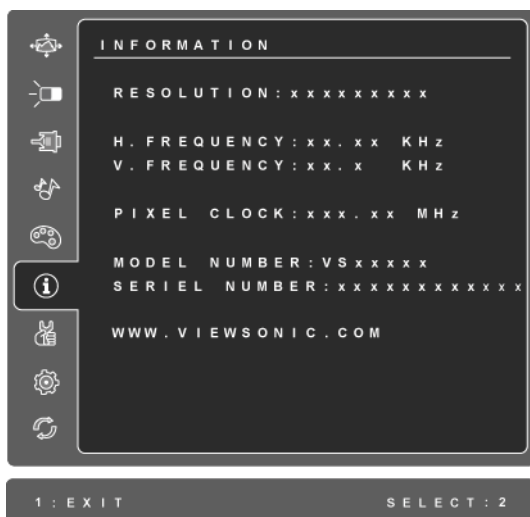 INFORMATION
RESOLUTION:xxxxxxxxx
H. FREQUENCY:xx.xx KHz
V. FREQUENCY:xx.x KHz
PIXEL CLOCK:xxx.xx MHz
MODEL NUMBER:VSxxxxx
SERIEL NUMBER:xxxxxxxxxxxx
WWW.VIEWSONIC.COM
1:EXIT SELECT:2